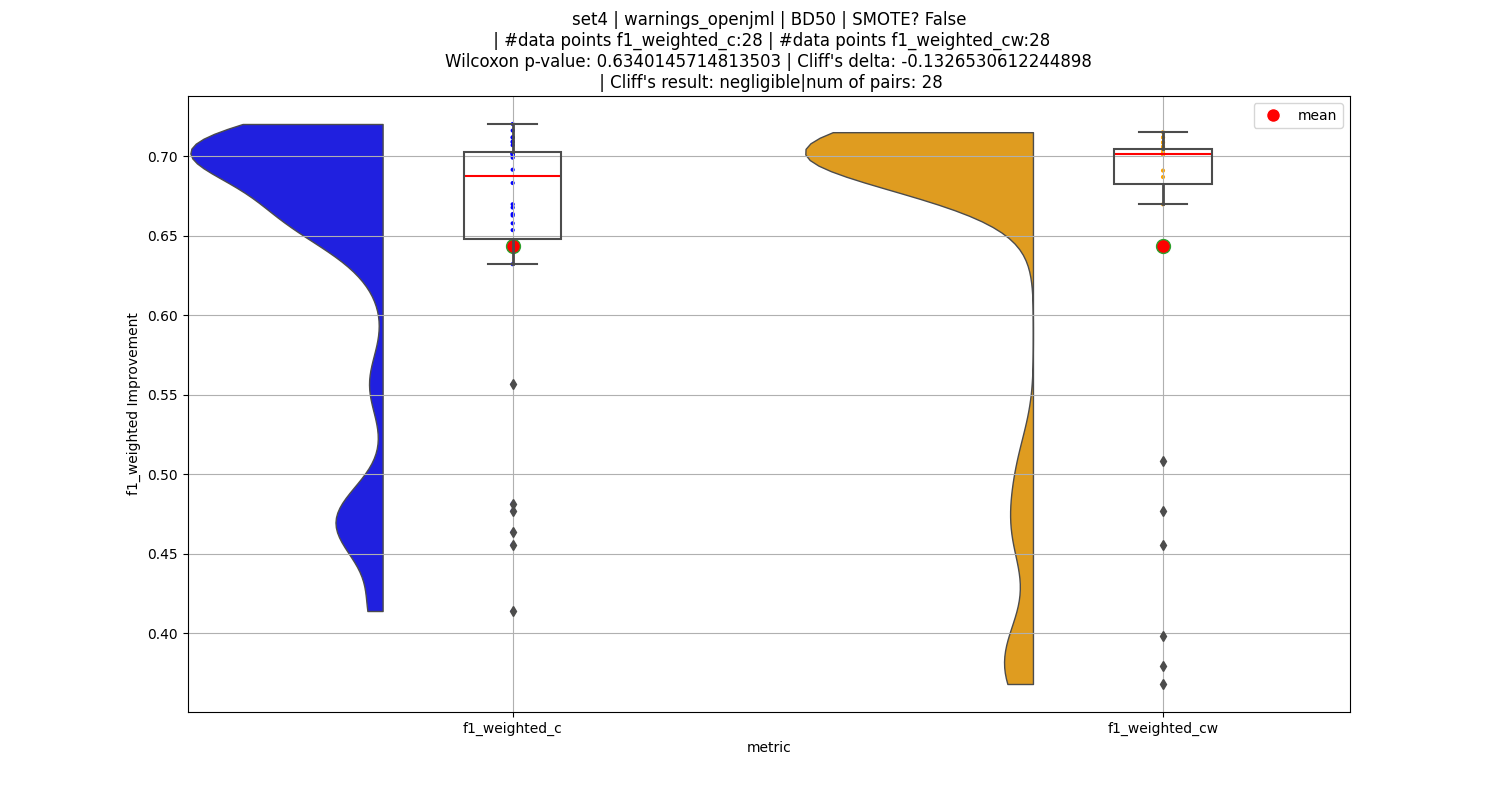 set4 | warnings_openjml | BD50 | SMOTE? False
| #data points f1_weighted_c:28 | #data points f1_weighted_cw:28
Wilcoxon p-value: 0.6340145714813503 | Cliff's delta: -0.1326530612244898
| Cliff's result: negligible|num of pairs: 28
mean
0.70
0.65
0.60
0.55
0.50
0.45
0.40
f1_weighted Improvement
f1_weighted_c
f1_weighted_cw
metric